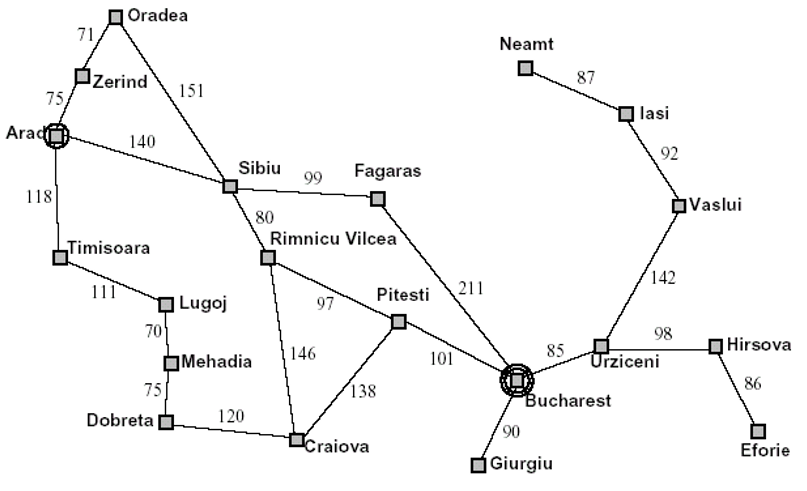 Oradea
71
Neamt
87
Zerind
151
75
Iasi
Arad
140
92
Sibiu
Fagaras
99
118
80
Vaslui
Rimnicu Vilcea
Timisoara
142
111
211
Lugoj
97
Pitesti
70
98
Hirsova
146
101
85
Urziceni
Mehadia
138
86
75
Bucharest
120
90
Dobreta
Craiova
Eforie
Giurgiu